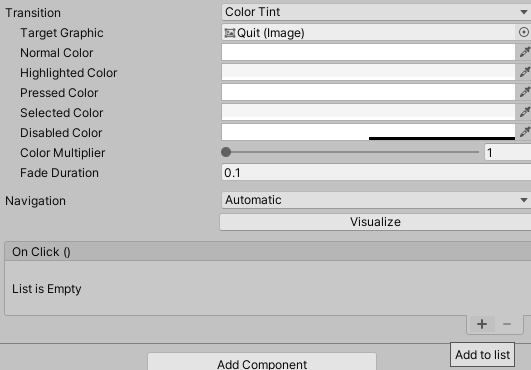 Transition Color Tint
Target Graphic Quit (Image)
Normal Color
Highlighted Color
Pressed Color
Selected Color
Disabled Color
Color Multiplier 1
Fade Duration 0.1
Navigation Automatic
Visualize
On Click ()
List is Empty
+ −
Add to list
Add Component